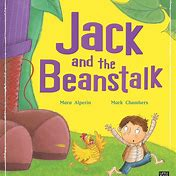 Jack
and the
Beanstalk
Mara Alperin   Mark Chambers